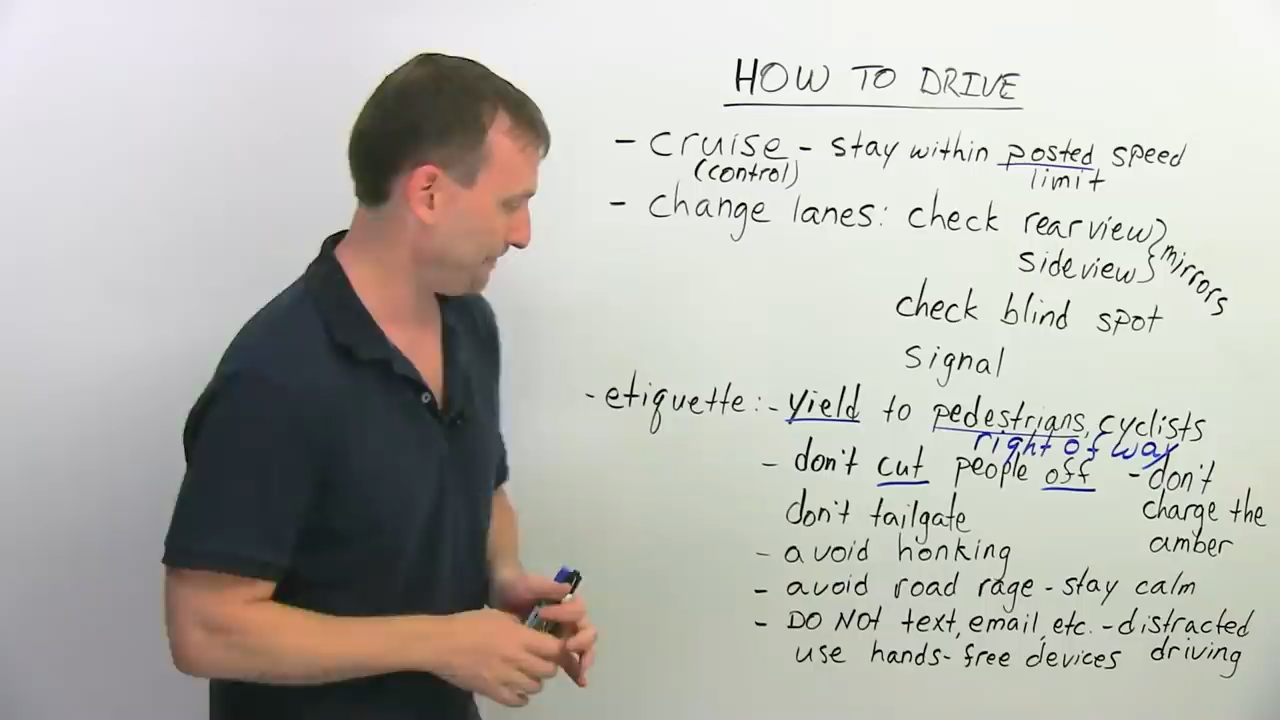 HOW TO DRIVE
- cruise - stay within posted speed
(control) limit
- change lanes: check rearview } mirrors
sideview
check blind spot
signal
- etiquette: - yield to pedestrians, cyclists
right of way
- don't cut people off - don't
charge the
amber
don't tailgate
- avoid honking
- avoid road rage - stay calm
- DO NOT text, email, etc. - distracted
driving
use hands-free devices